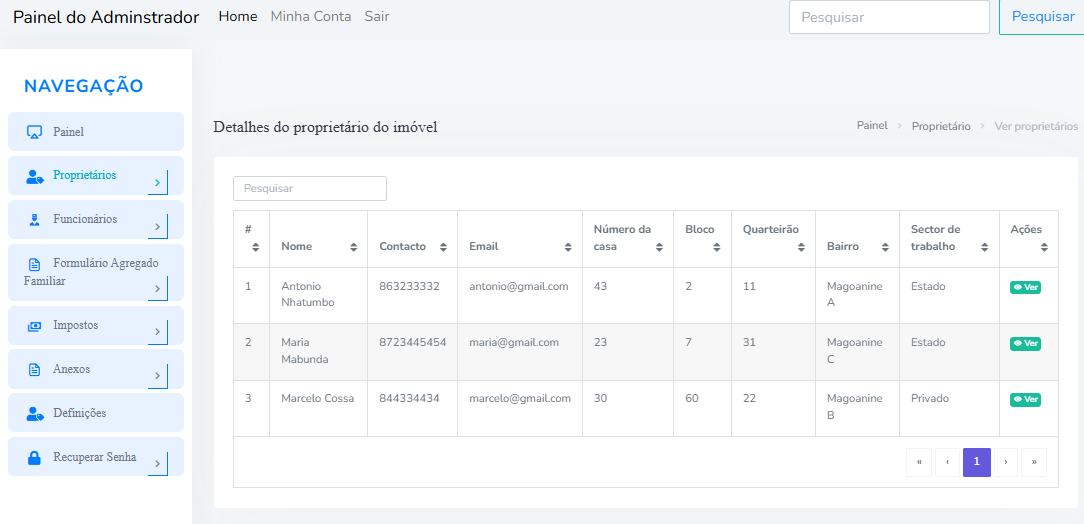 Painel do Adminstrador Home Minha Conta Sair Pesquisar Pesquisar
NAVEGAÇÃO
Painel
Proprietários
Funcionários
Formulário Agregado
Familiar
Impostos
Anexos
Definições
Recuperar Senha
Detalhes do proprietário do imóvel
Painel > Proprietário > Ver proprietários
Pesquisar
# Nome Contacto Email Número da casa Bloco Quarteirão Bairro Sector de trabalho Ações
1 Antonio Nhatumbo 863233332 antonio@gmail.com 43 2 11 Magoanine A Estado Ver
2 Maria Mabunda 8723445454 maria@gmail.com 23 7 31 Magoanine C Estado Ver
3 Marcelo Cossa 844334434 marcelo@gmail.com 30 60 22 Magoanine B Privado Ver
« ‹ 1 › »